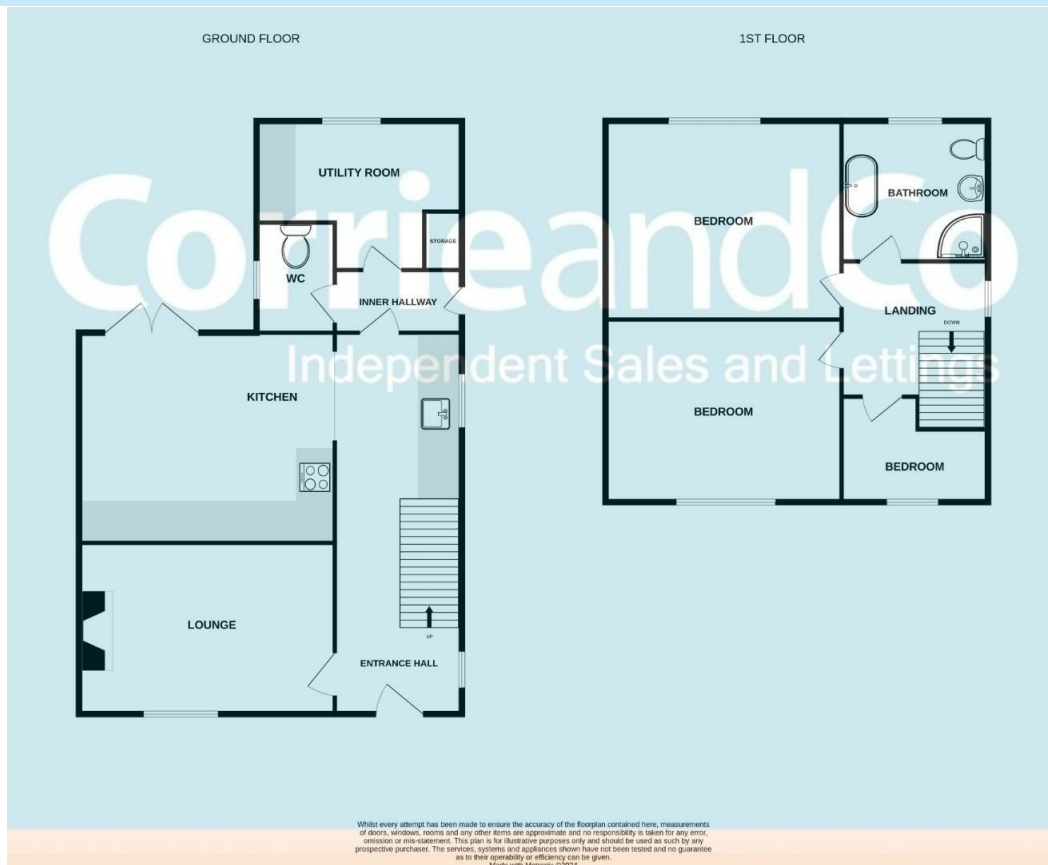 GROUND FLOOR
1ST FLOOR
UTILITY ROOM
STORAGE
WC
INNER HALLWAY
KITCHEN
LOUNGE
UP
ENTRANCE HALL
BEDROOM
BATHROOM
LANDING
DOWN
BEDROOM
BEDROOM
CorrieandCo
Independent Sales and Lettings
Whilst every attempt has been made to ensure the accuracy of the floorplan contained here, measurements
of doors, windows, rooms and any other items are approximate and no responsibility is taken for any error,
omission or mis-statement. This plan is for illustrative purposes only and should be used as such by any
prospective purchaser. The services, systems and appliances shown have not been tested and no guarantee
as to their operability or efficiency can be given.
Made with Metropix ©2024